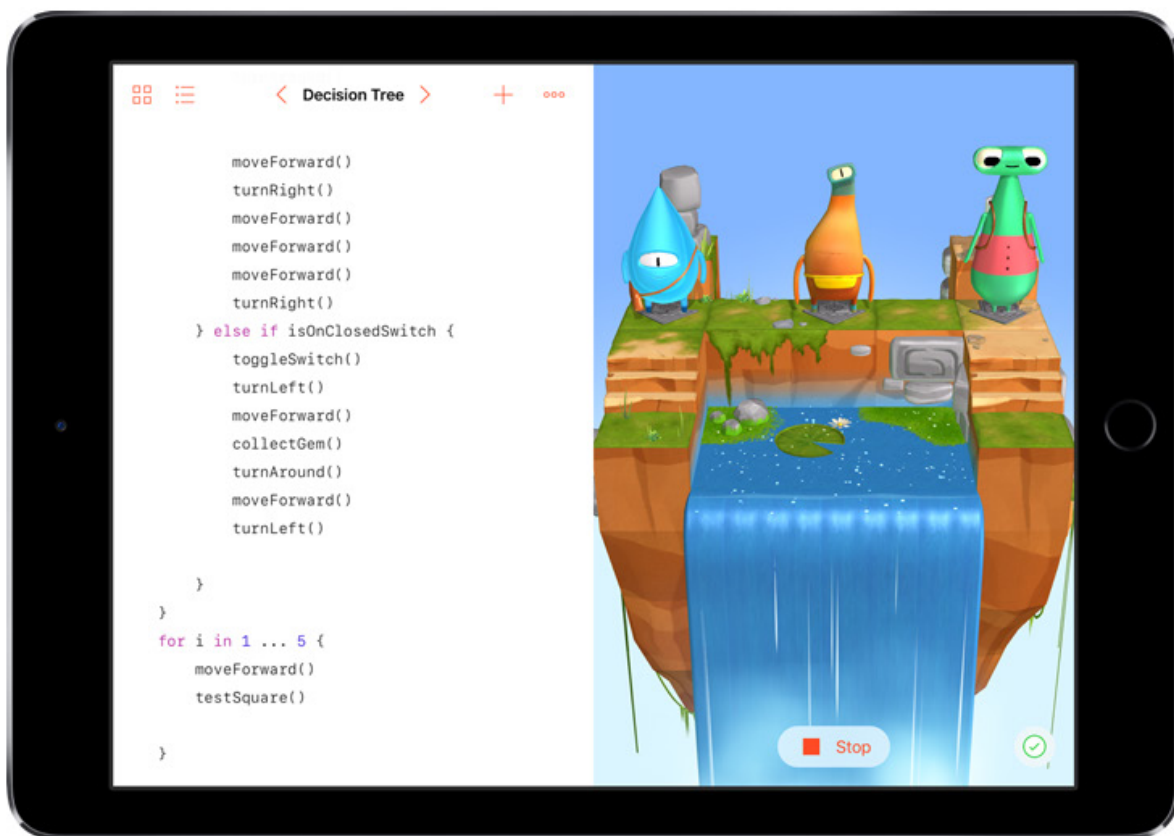 Decision Tree
moveForward()
turnRight()
moveForward()
moveForward()
moveForward()
turnRight()
} else if isOnClosedSwitch {
toggleSwitch()
turnLeft()
moveForward()
collectGem()
turnAround()
moveForward()
turnLeft()
}
}
for i in 1 ... 5 {
moveForward()
testSquare()
}
Stop